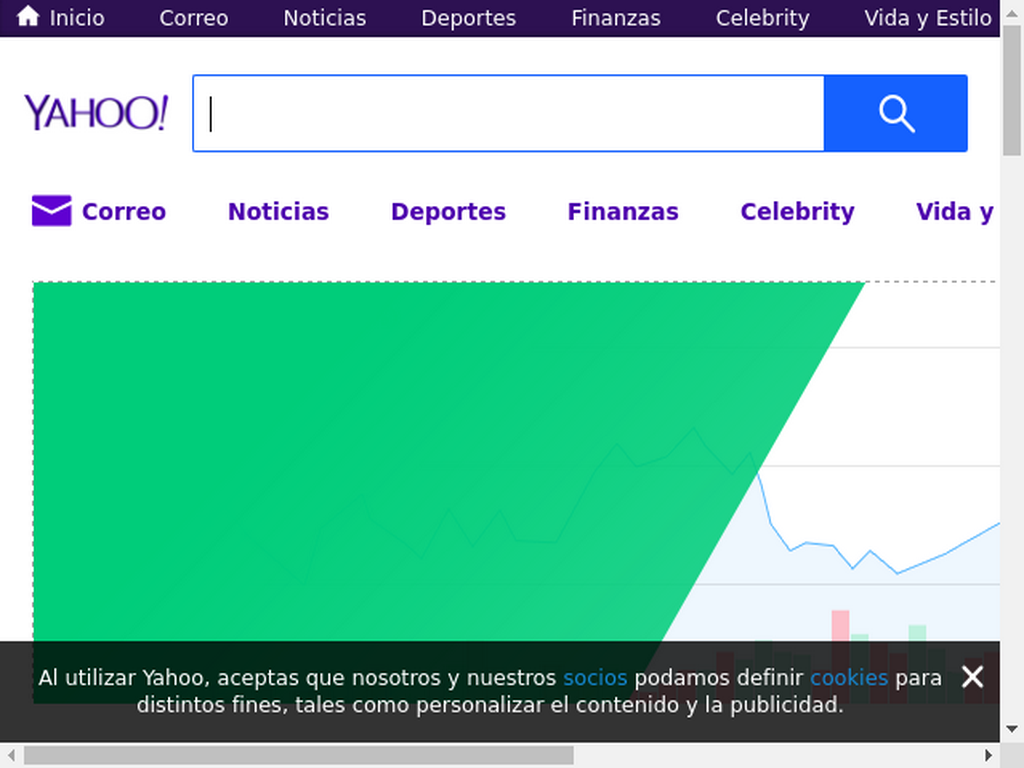 Inicio Correo Noticias Deportes Finanzas Celebrity Vida y Estilo
YAHOO!
Correo Noticias Deportes Finanzas Celebrity Vida y
Al utilizar Yahoo, aceptas que nosotros y nuestros socios podamos definir cookies para
distintos fines, tales como personalizar el contenido y la publicidad.